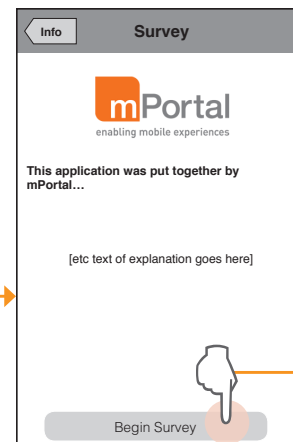 Info
Survey
mPortal
enabling mobile experiences
This application was put together by
mPortal…
[etc text of explanation goes here]
Begin Survey